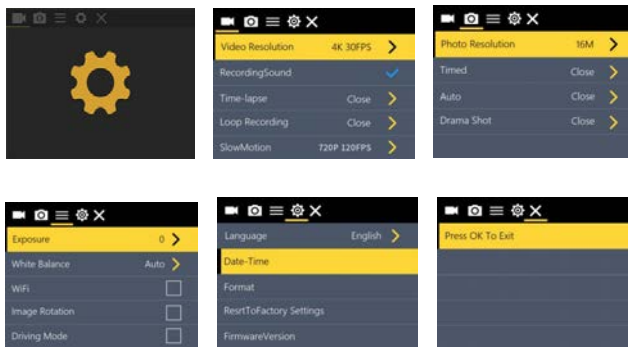 Video Resolution 4K 30FPS
RecordingSound
Time-lapse Close
Loop Recording Close
SlowMotion 720P 120FPS
Photo Resolution 16M
Timed Close
Auto Close
Drama Shot Close
Exposure 0
White Balance Auto
WiFi
Image Rotation
Driving Mode
Language English
Date-Time
Format
ResrtToFactory Settings
FirmwareVersion
Press OK To Exit